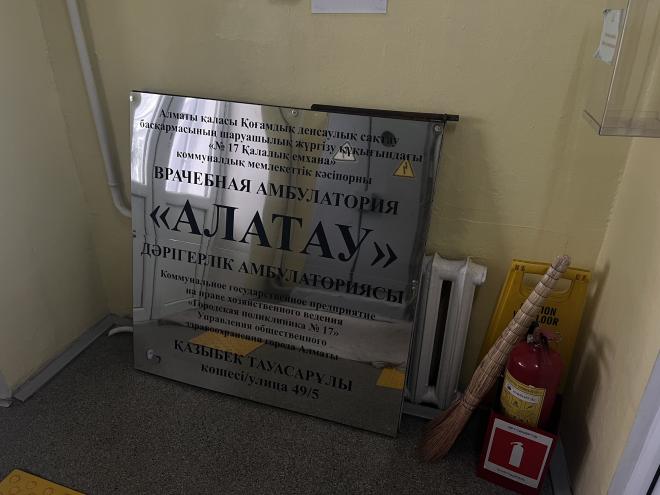 Алматы қаласы Қоғамдық денсаулық сақтау
басқармасының шаруашылық жүргізу құқығындағы
«№ 17 Қалалық емхана»
коммуналдық мемлекеттік кәсіпорны
ВРАЧЕБНАЯ АМБУЛАТОРИЯ
«АЛАТАУ»
ДӘРІГЕРЛІК АМБУЛАТОРИЯСЫ
Коммунальное государственное предприятие
на праве хозяйственного ведения
«Городская поликлиника № 17»
Управления общественного
здравоохранения города Алматы
ҚАЗЫБЕК ТАУАСАРҰЛЫ
көшесі/улица 49/5